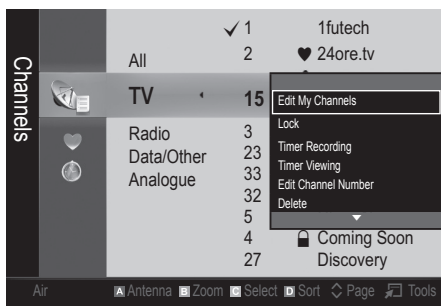 Channels
All
TV
Radio
Data/Other
Analogue
1 1futech
2 24ore.tv
15
3
23
33
32
5
4 Coming Soon
27 Discovery
Edit My Channels
Lock
Timer Recording
Timer Viewing
Edit Channel Number
Delete
Air A Antenna B Zoom C Select D Sort Page Tools